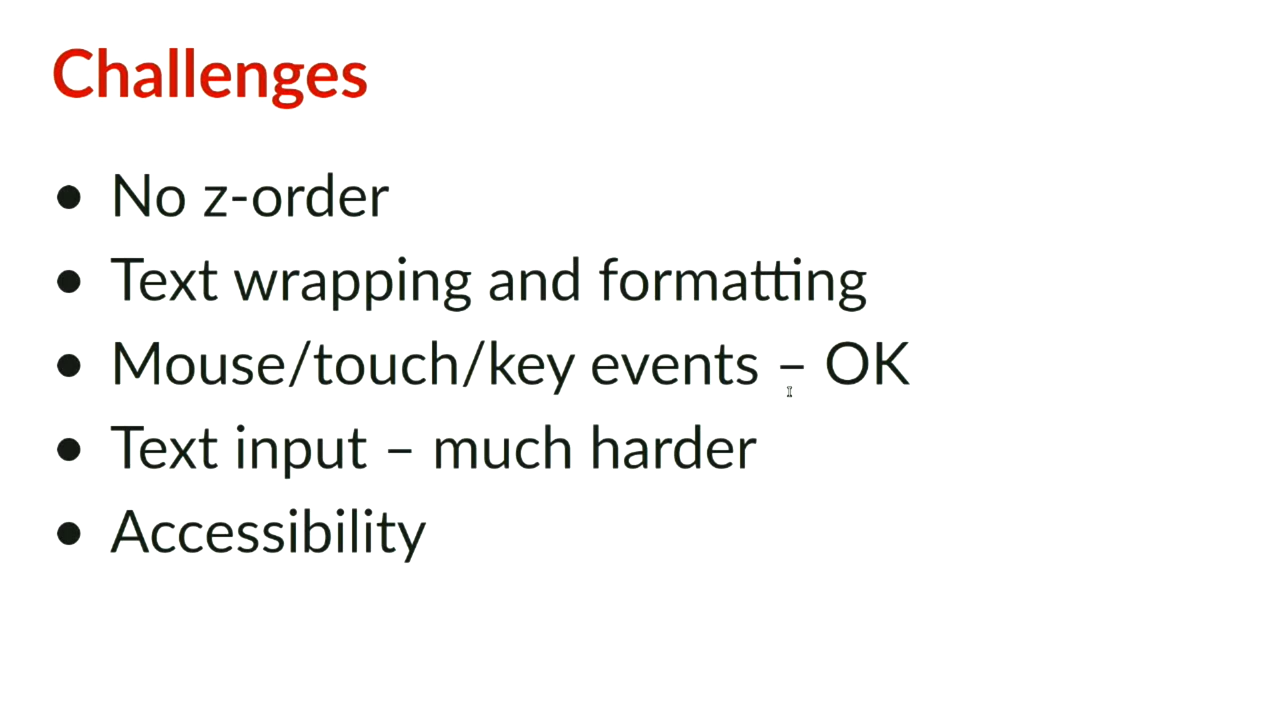 Challenges
• No z-order
• Text wrapping and formatting
• Mouse/touch/key events – OK
• Text input – much harder
• Accessibility